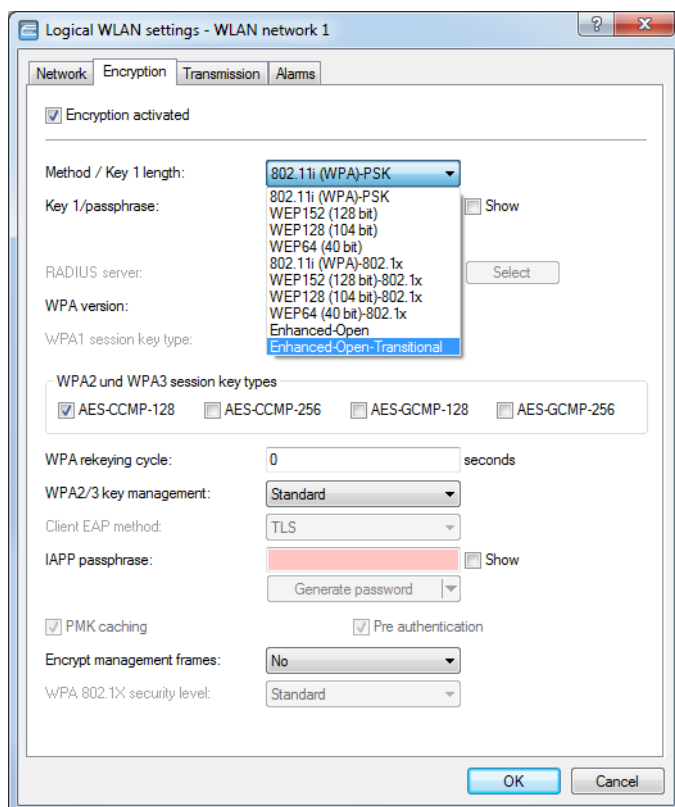 Logical WLAN settings - WLAN network 1
Network Encryption Transmission Alarms
Encryption activated
Method / Key 1 length: 802.11i (WPA)-PSK
802.11i (WPA)-PSK
Key 1/passphrase: Show
WEP152 (128 bit)
WEP128 (104 bit)
WEP64 (40 bit)
802.11i (WPA)-802.1x
RADIUS server: Select
WEP152 (128 bit)-802.1x
WEP128 (104 bit)-802.1x
WPA version:
WEP64 (40 bit)-802.1x
Enhanced-Open
WPA1 session key type:
Enhanced-Open-Transitional
WPA2 und WPA3 session key types
AES-CCMP-128 AES-CCMP-256 AES-GCMP-128 AES-GCMP-256
WPA rekeying cycle: 0 seconds
WPA2/3 key management: Standard
Client EAP method: TLS
IAPP passphrase: Show
Generate password
PMK caching Pre authentication
Encrypt management frames: No
WPA 802.1X security level: Standard
OK Cancel